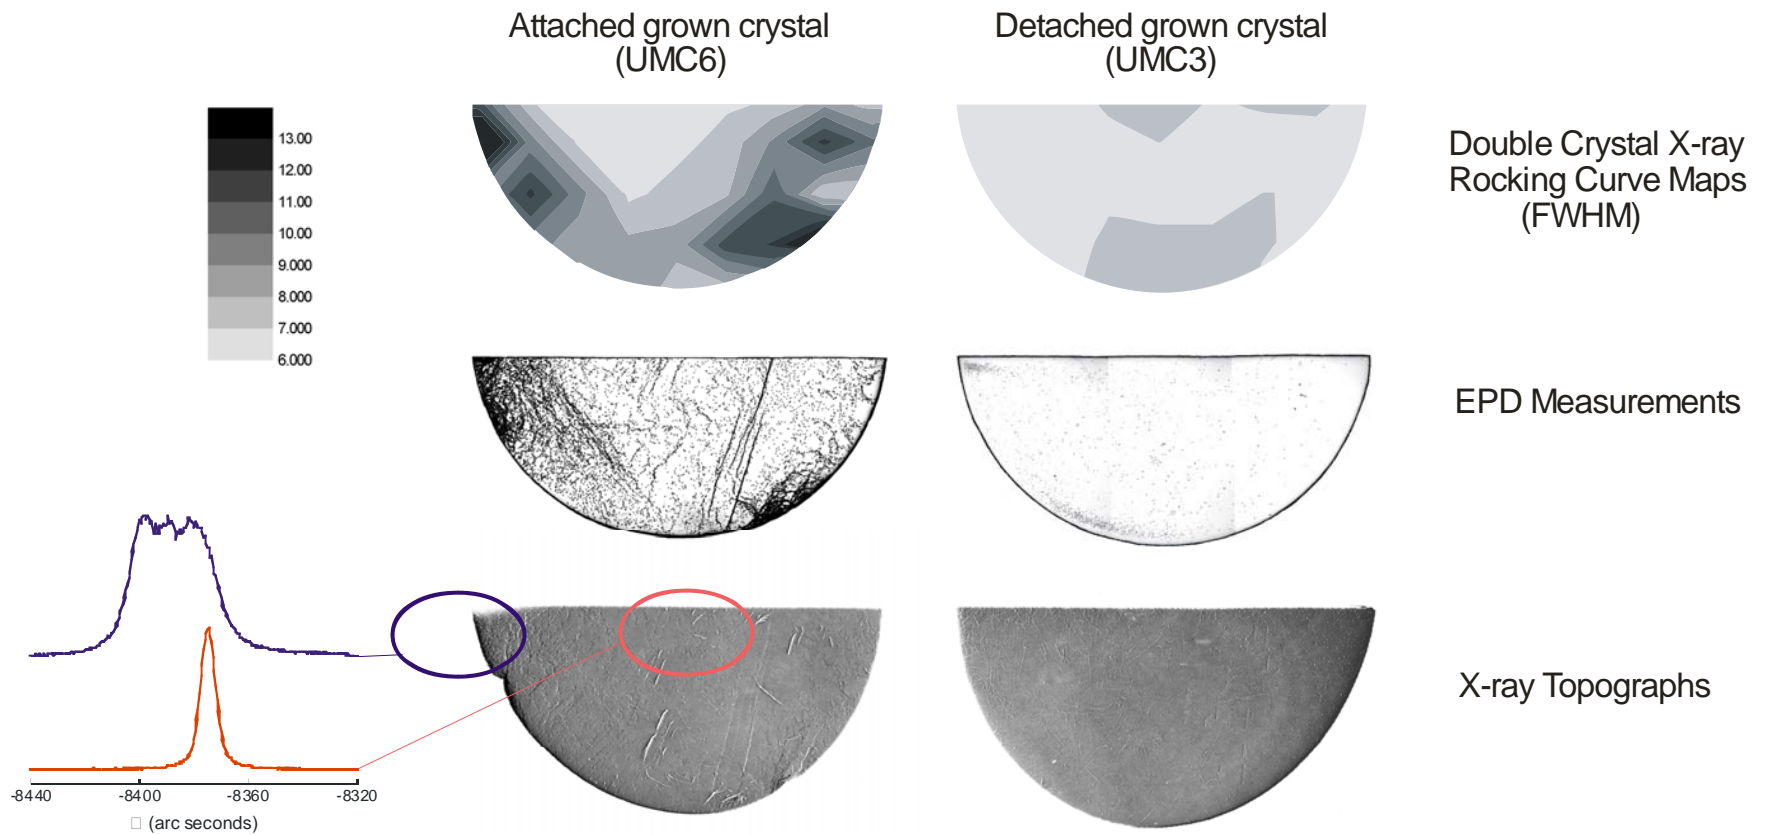 Attached grown crystal
(UMC6)
Detached grown crystal
(UMC3)
13.00
12.00
11.00
10.00
9.000
8.000
7.000
6.000
Double Crystal X-ray
Rocking Curve Maps
(FWHM)
EPD Measurements
X-ray Topographs
-8440 -8400 -8360 -8320
□ (arc seconds)